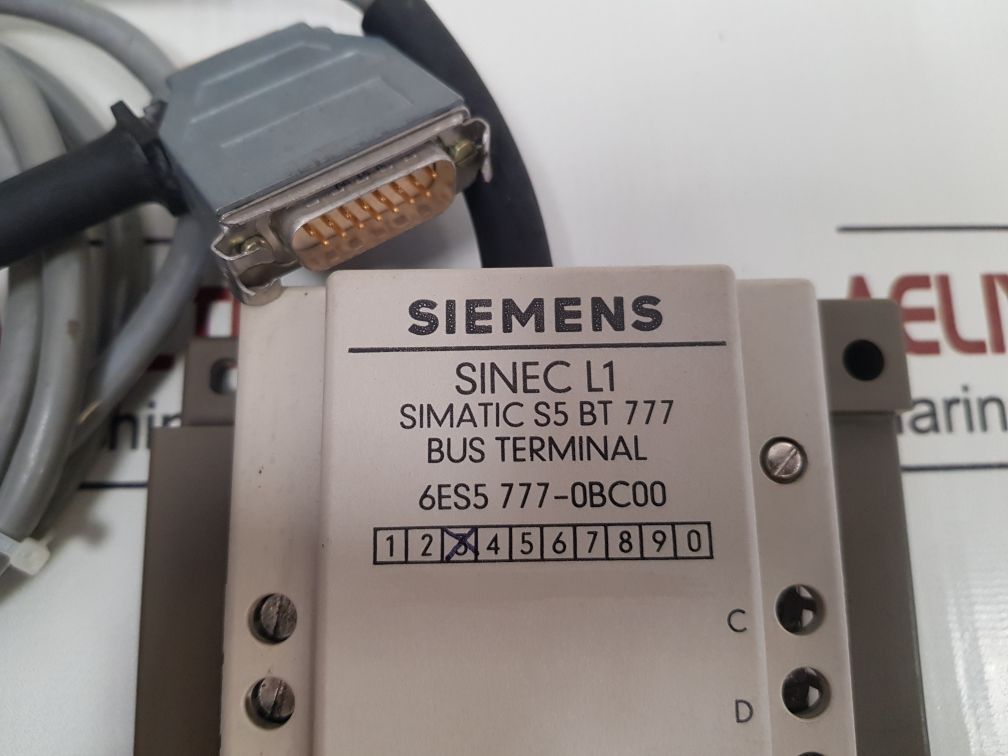 SIEMENS
SINEC L1
SIMATIC S5 BT 777
BUS TERMINAL
6ES5 777-0BC00
1 2 3 4 5 6 7 8 9 0
C
D